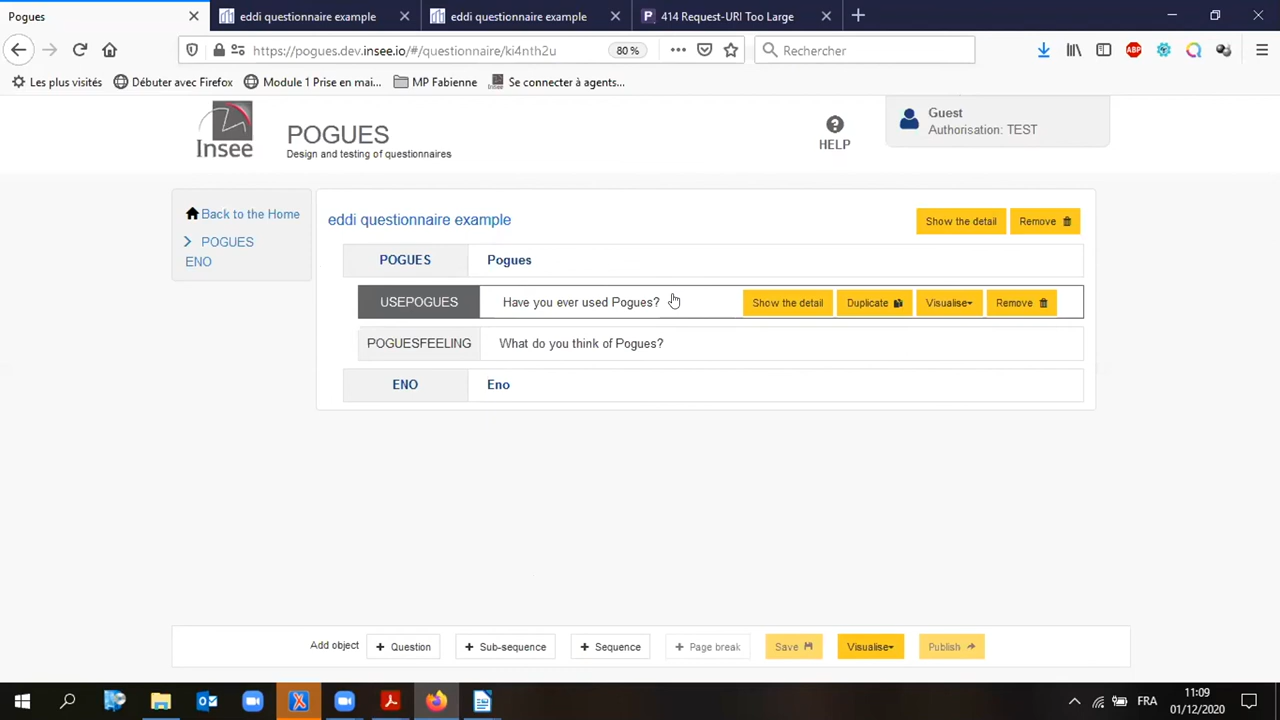 Pogues
eddi questionnaire example
eddi questionnaire example
414 Request-URI Too Large
https://pogues.dev.insee.io/#/questionnaire/ki4nth2u
80 %
Rechercher
ABP
Les plus visités
Débuter avec Firefox
Module 1 Prise en mai...
MP Fabienne
Se connecter à agents...
Insee
POGUES
Design and testing of questionnaires
HELP
Guest
Authorisation: TEST
Back to the Home
POGUES
ENO
eddi questionnaire example
Show the detail
Remove
POGUES
Pogues
USEPOGUES
Have you ever used Pogues?
Show the detail
Duplicate
Visualise
Remove
POGUESFEELING
What do you think of Pogues?
ENO
Eno
Add object
+ Question
+ Sub-sequence
+ Sequence
+ Page break
Save
Visualise
Publish
FRA
11:09
01/12/2020